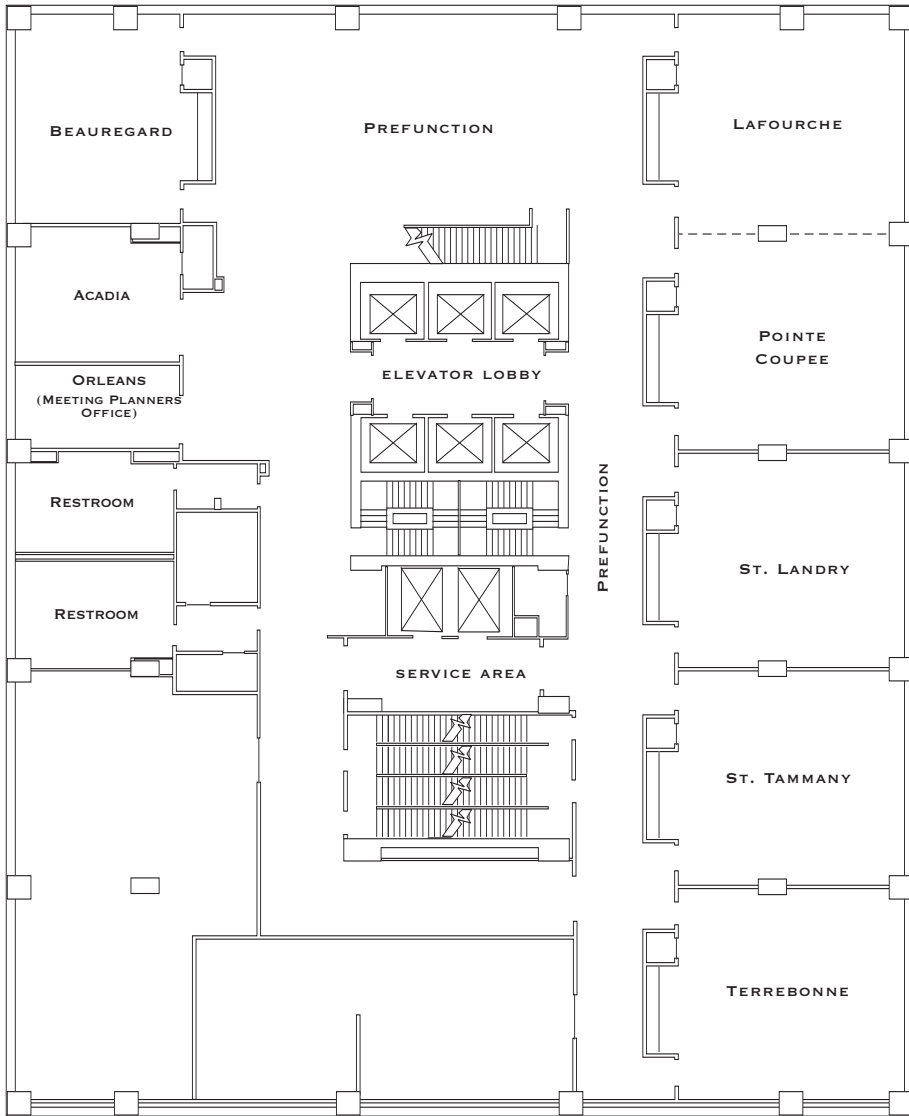 BEAUREGARD
PREFUNCTION
LAFOURCHE
ACADIA
POINTE
COUPEE
ELEVATOR LOBBY
ORLEANS
(MEETING PLANNERS
OFFICE)
RESTROOM
PREFUNCTION
ST. LANDRY
RESTROOM
SERVICE AREA
ST. TAMMANY
TERREBONNE